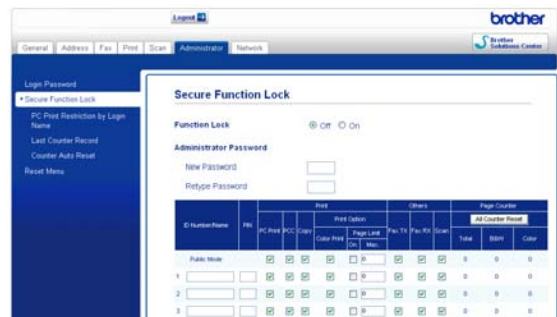 Logout
brother
General Address Fax Print Scan Administrator Network
Brother Solutions Center
Login Password
Secure Function Lock
PC Print Restriction by Login Name
Last Counter Record
Counter Auto Reset
Reset Menu
Secure Function Lock
Function Lock Off On
Administrator Password
New Password
Retype Password
Print Others Page Counter
ID Number/Name PIN PC Print PCC Copy Print Option Fax TX Fax RX Scan All Counter Reset
Color Print Page Limit Total B&W Color
On Max.
Public Mode 0 0 0 0
1 0 0 0 0
2 0 0 0 0
3 0 0 0 0